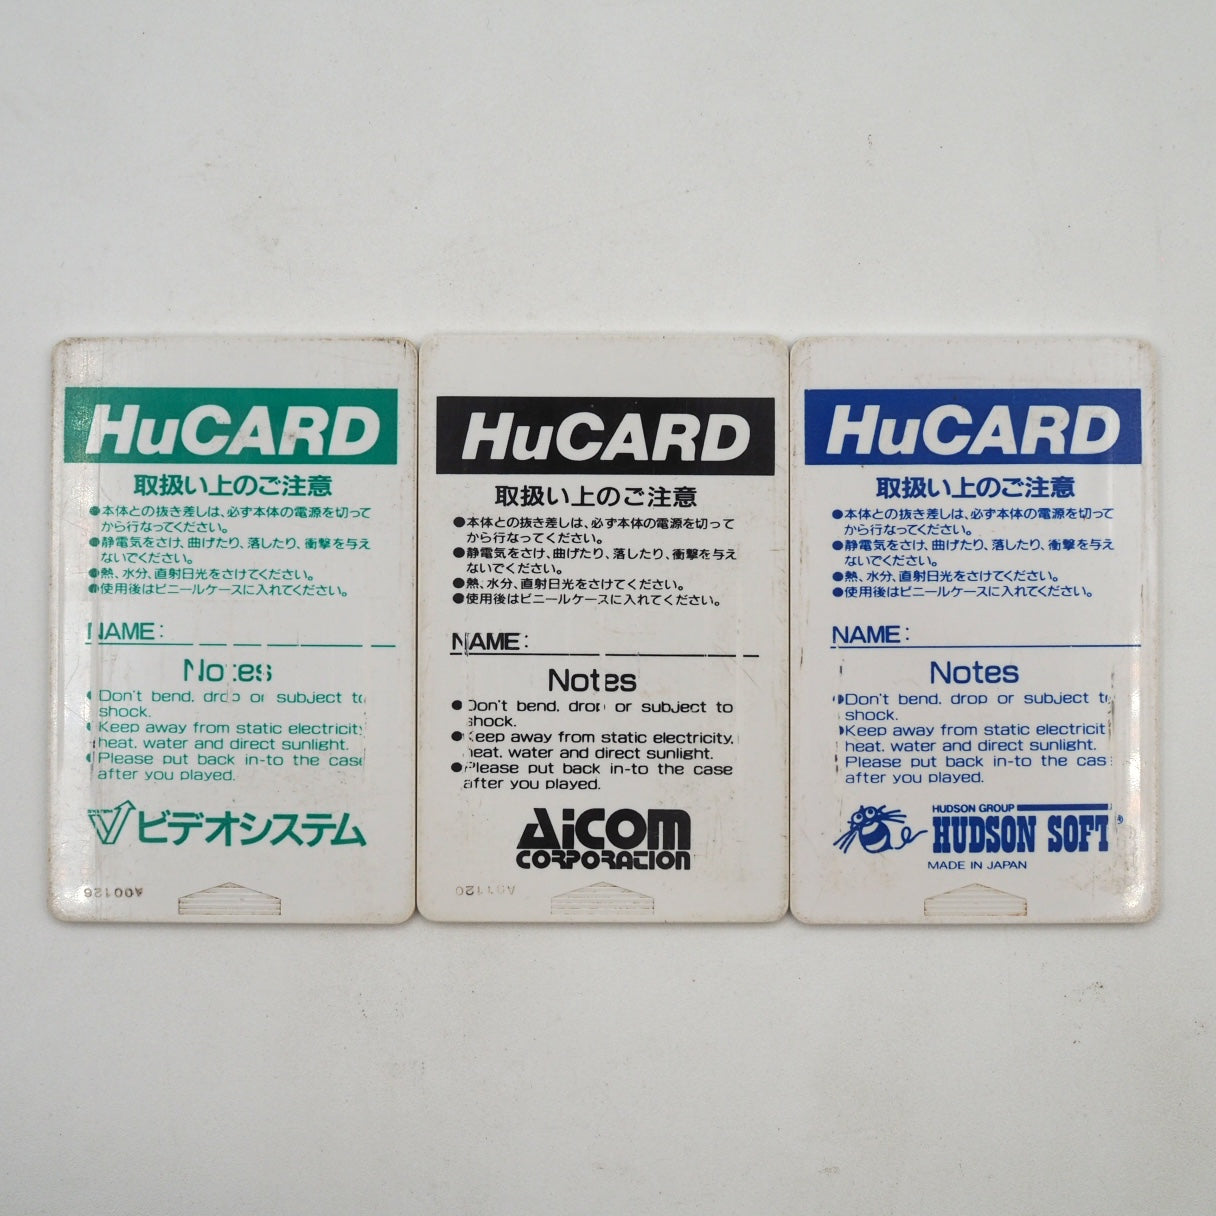 HuCARD
取扱い上のご注意
●本体との抜き差しは、必ず本体の電源を切って
から行なってください。
●静電気をさけ、曲げたり、落したり、衝撃を与え
ないでください。
●熱、水分、直射日光をさけてください。
●使用後はビニールケースに入れてください。
NAME:
Notes
Don't bend, drop or subject to
shock.
Keep away from static electricity
heat, water and direct sunlight.
Please put back in-to the case
after you played.
ビデオシステム
A00128
HuCARD
取扱い上のご注意
●本体との抜き差しは、必ず本体の電源を切って
から行なってください。
●静電気をさけ、曲げたり、落したり、衝撃を与え
ないでください。
●熱、水分、直射日光をさけてください。
●使用後はビニールケースに入れてください。
NAME:
Notes
●Don't bend, drop or subject to
shock.
●Keep away from static electricity,
heat, water and direct sunlight.
●Please put back in-to the case
after you played.
AiCOM
CORPORATION
A01120
HuCARD
取扱い上のご注意
●本体との抜き差しは、必ず本体の電源を切って
から行なってください。
●静電気をさけ、曲げたり、落したり、衝撃を与え
ないでください。
●熱、水分、直射日光をさけてください。
●使用後はビニールケースに入れてください。
NAME:
Notes
Don't bend, drop or subject to
shock.
Keep away from static electricit
heat, water and direct sunlight.
Please put back in-to the cas
after you played.
HUDSON GROUP
HUDSON SOFT®
MADE IN JAPAN